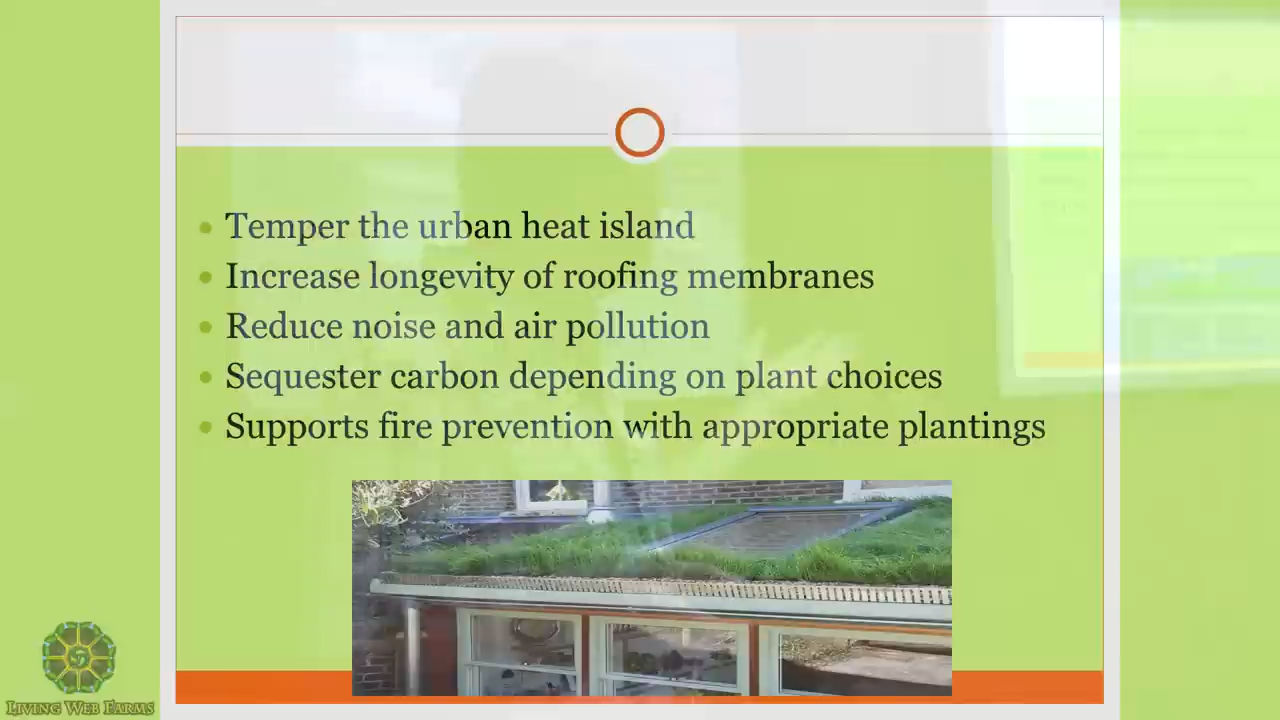 Temper the urban heat island
Increase longevity of roofing membranes
Reduce noise and air pollution
Sequester carbon depending on plant choices
Supports fire prevention with appropriate plantings
Living Web Farms